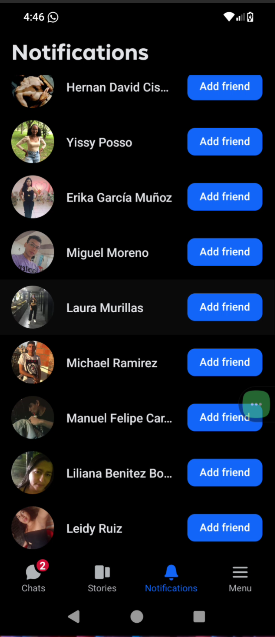 4:46
Notifications
Hernan David Cis... Add friend
Yissy Posso Add friend
Erika García Muñoz Add friend
Miguel Moreno Add friend
Laura Murillas Add friend
Michael Ramirez Add friend
Manuel Felipe Car... Add friend
Liliana Benitez Bo... Add friend
Leidy Ruiz Add friend
2
Chats Stories Notifications Menu